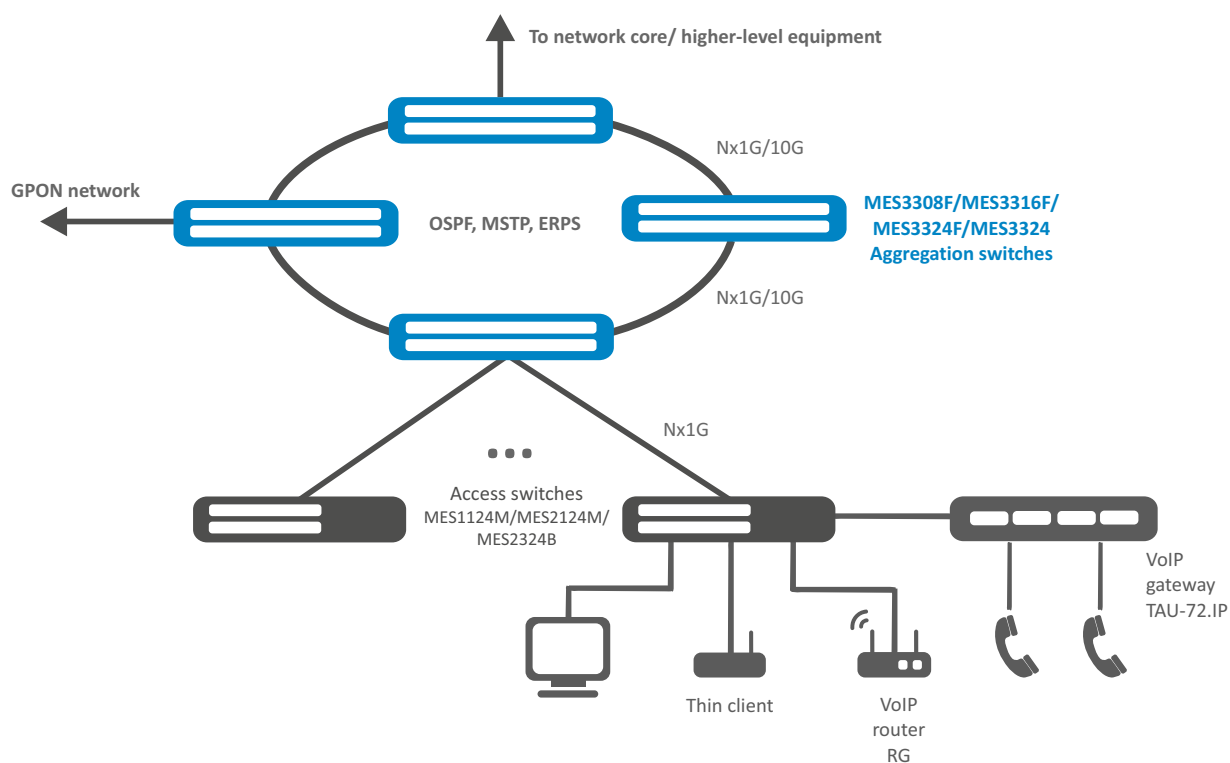 To network core/ higher-level equipment
Nx1G/10G
GPON network
OSPF, MSTP, ERPS
MES3308F/MES3316F/
MES3324F/MES3324
Aggregation switches
Nx1G/10G
Nx1G
Access switches
MES1124M/MES2124M/
MES2324B
VoIP
gateway
TAU-72.IP
Thin client
VoIP
router
RG